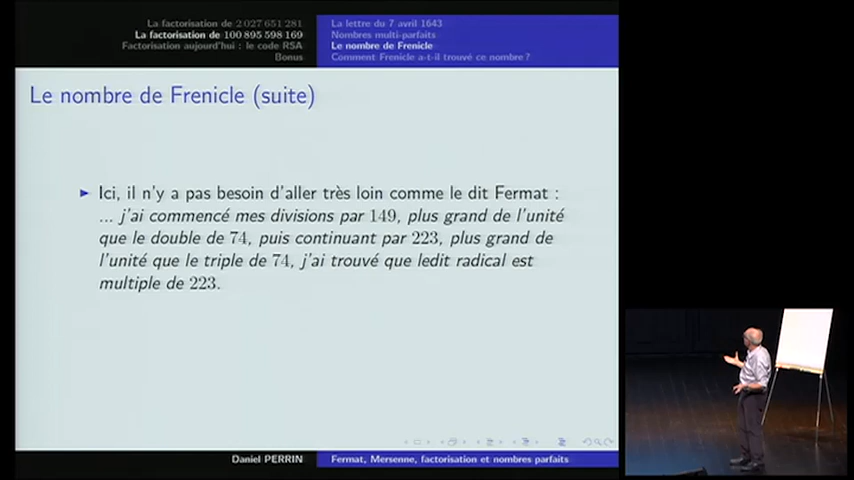 La factorisation de 2 027 651 281
La factorisation de 100 895 598 169
Factorisation aujourd'hui : le code RSA
Bonus
La lettre du 7 avril 1643
Nombres multi-parfaits
Le nombre de Frenicle
Comment Frenicle a-t-il trouvé ce nombre ?
Le nombre de Frenicle (suite)
Ici, il n'y a pas besoin d'aller très loin comme le dit Fermat :
... j'ai commencé mes divisions par 149, plus grand de l'unité
que le double de 74, puis continuant par 223, plus grand de
l'unité que le triple de 74, j'ai trouvé que ledit radical est
multiple de 223.
Daniel PERRIN
Fermat, Mersenne, factorisation et nombres parfaits